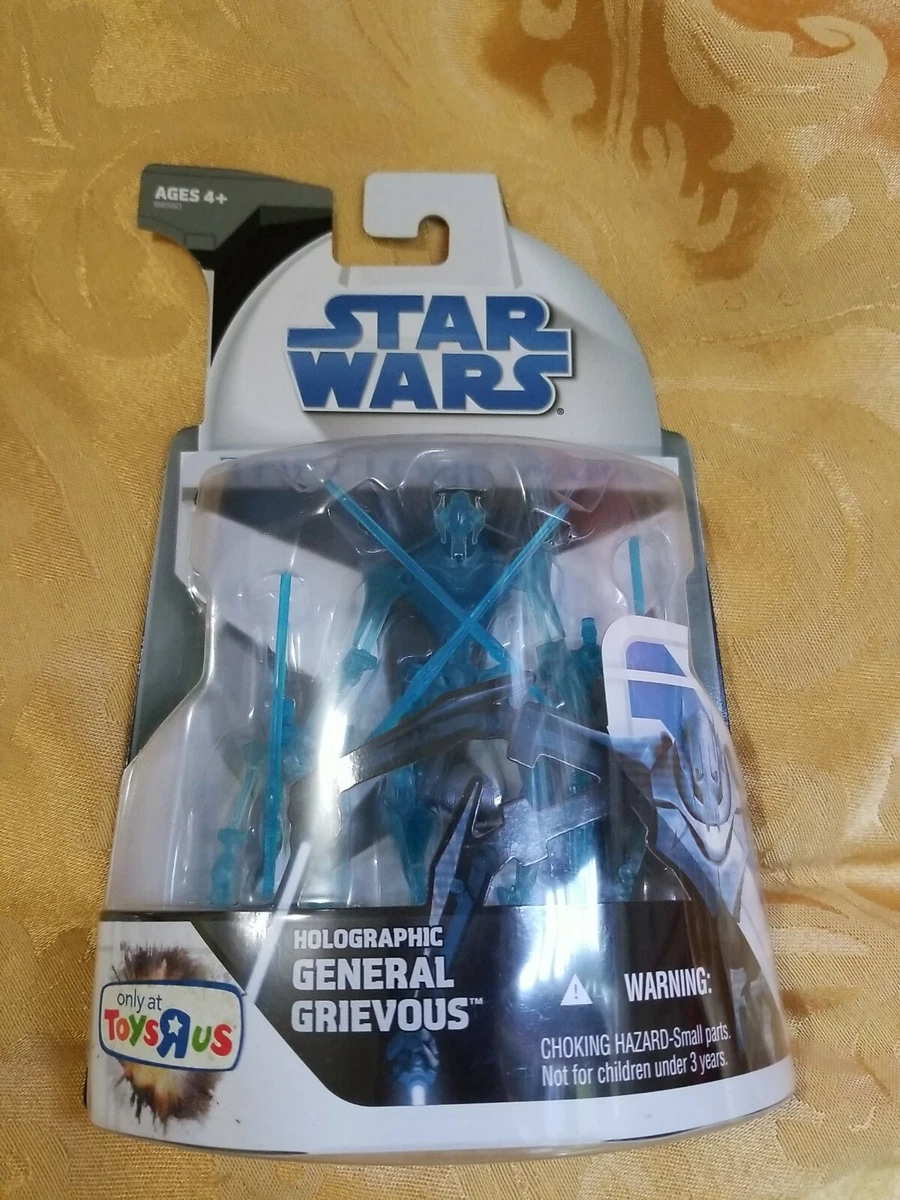 AGES 4+
STAR
WARS®
HOLOGRAPHIC
GENERAL
GRIEVOUS™
only at
TOYSRUS
WARNING:
CHOKING HAZARD-Small parts.
Not for children under 3 years.